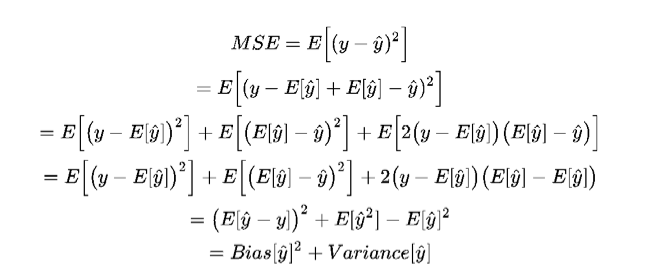 MSE = E[(y − ŷ)²]
= E[(y − E[ŷ] + E[ŷ] − ŷ)²]
= E[(y − E[ŷ])²] + E[(E[ŷ] − ŷ)²] + E[2(y − E[ŷ])(E[ŷ] − ŷ)]
= E[(y − E[ŷ])²] + E[(E[ŷ] − ŷ)²] + 2(y − E[ŷ])(E[ŷ] − E[ŷ])
= (E[ŷ − y])² + E[ŷ²] − E[ŷ]²
= Bias[ŷ]² + Variance[ŷ]